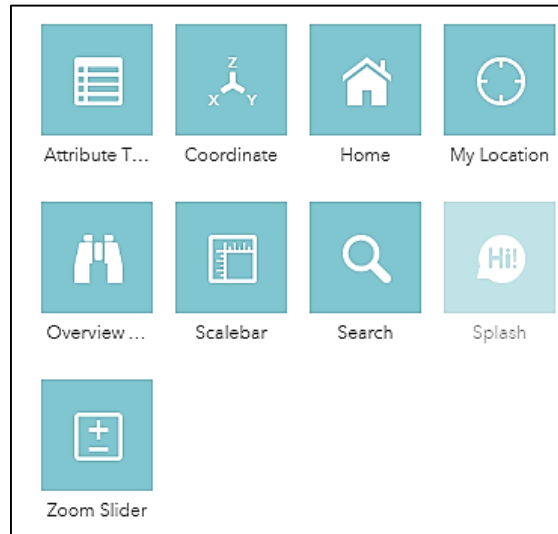 Z
X Y
Attribute T... Coordinate Home My Location
Hi!
Overview ... Scalebar Search Splash
Zoom Slider